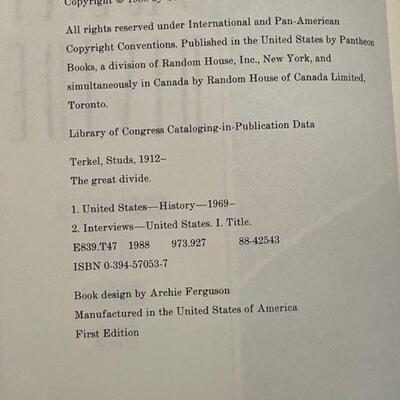 Copyright © 1988 by
All rights reserved under International and Pan-American
Copyright Conventions. Published in the United States by Pantheon
Books, a division of Random House, Inc., New York, and
simultaneously in Canada by Random House of Canada Limited,
Toronto.
Library of Congress Cataloging-in-Publication Data
Terkel, Studs, 1912–
The great divide.
1. United States—History—1969–
2. Interviews—United States. I. Title.
E839.T47 1988 973.927 88-42543
ISBN 0-394-57053-7
Book design by Archie Ferguson
Manufactured in the United States of America
First Edition